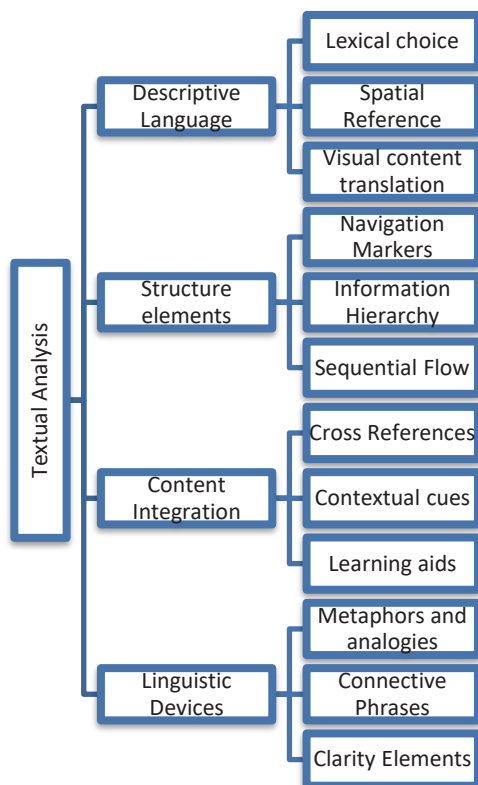 Textual Analysis
Descriptive
Language
Lexical choice
Spatial
Reference
Visual content
translation
Structure
elements
Navigation
Markers
Information
Hierarchy
Sequential Flow
Content
Integration
Cross References
Contextual cues
Learning aids
Linguistic
Devices
Metaphors and
analogies
Connective
Phrases
Clarity Elements